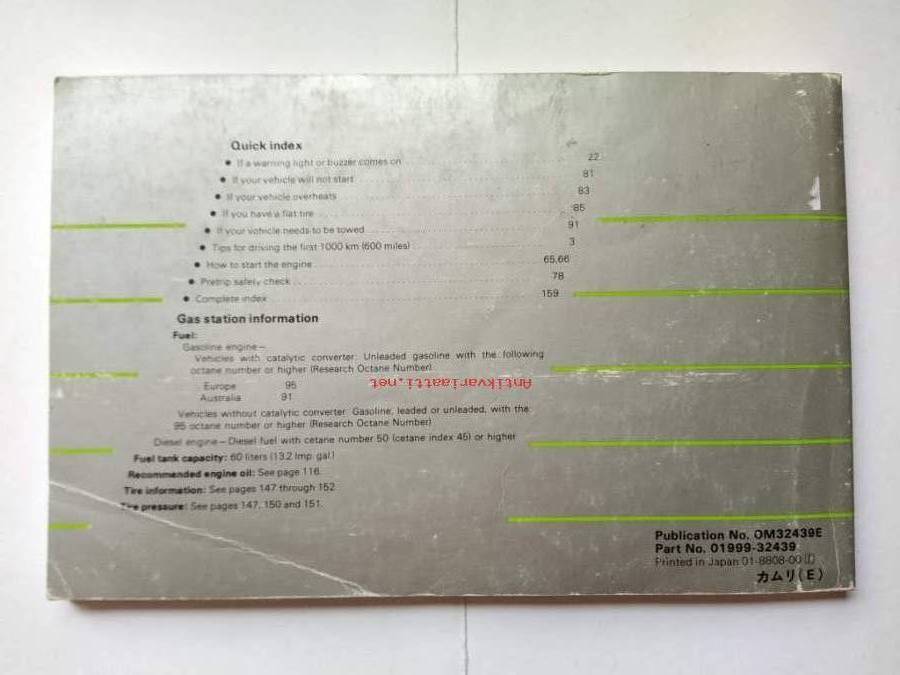 Quick index
● If a warning light or buzzer comes on 22
● If your vehicle will not start 81
● If your vehicle overheats 83
● If you have a flat tire 85
● If your vehicle needs to be towed 91
● Tips for driving the first 1000 km (600 miles) 3
● How to start the engine 65,66
● Pretrip safety check 78
● Complete index 159
Gas station information
Fuel:
Gasoline engine—
Vehicles with catalytic converter: Unleaded gasoline with the following
octane number or higher (Research Octane Number)
Europe 95
Australia 91
Antikvariaatti.net
Vehicles without catalytic converter: Gasoline, leaded or unleaded, with the
95 octane number or higher (Research Octane Number)
Diesel engine—Diesel fuel with cetane number 50 (cetane index 45) or higher
Fuel tank capacity: 60 liters (13.2 Imp. gal.)
Recommended engine oil: See page 116.
Tire information: See pages 147 through 152
Tire pressure: See pages 147, 150 and 151.
Publication No. OM32439E
Part No. 01999-32439
Printed in Japan 01-8808-00
カムリ(E)